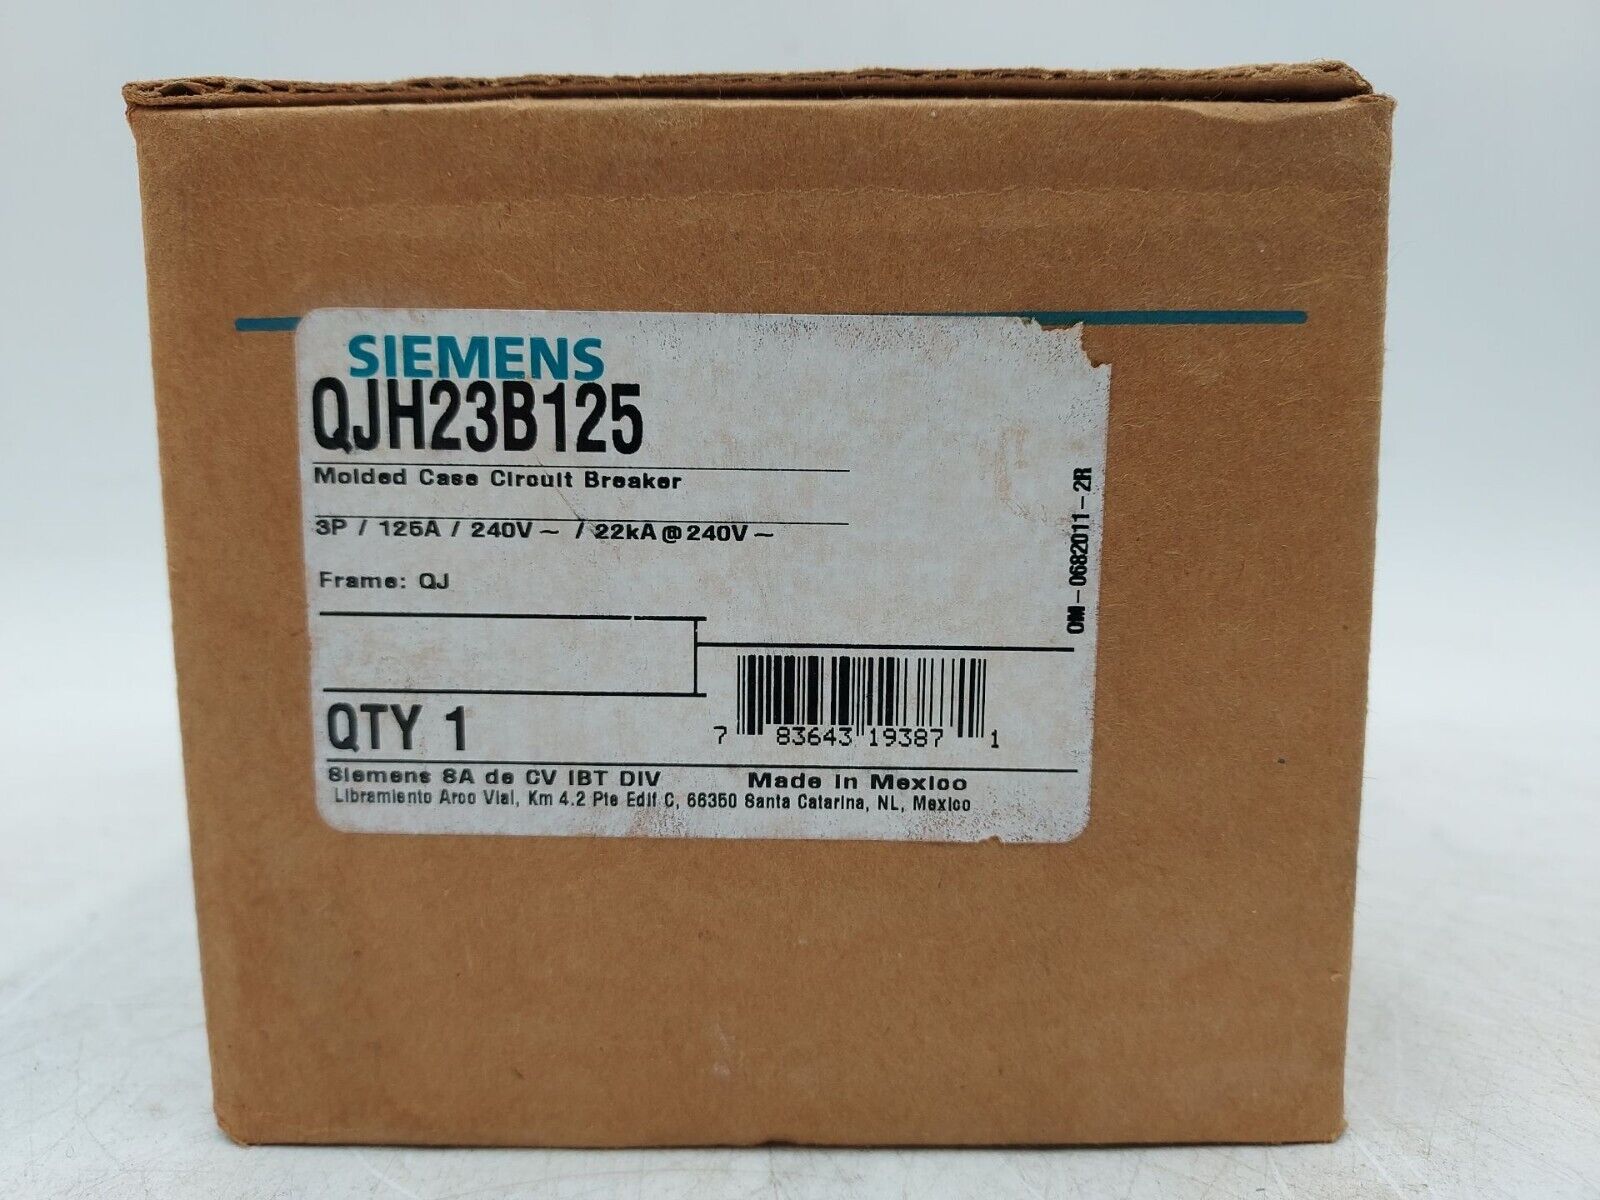 SIEMENS
QJH23B125
Molded Case Circuit Breaker
3P / 125A / 240V ~ / 22kA @ 240V ~
Frame: QJ
OM-0682011-2R
QTY 1
7 83643 19387 1
Siemens SA de CV IBT DIV Made in Mexico
Libramiento Arco Vial, Km 4.2 Pte Edif C, 66350 Santa Catarina, NL, Mexico